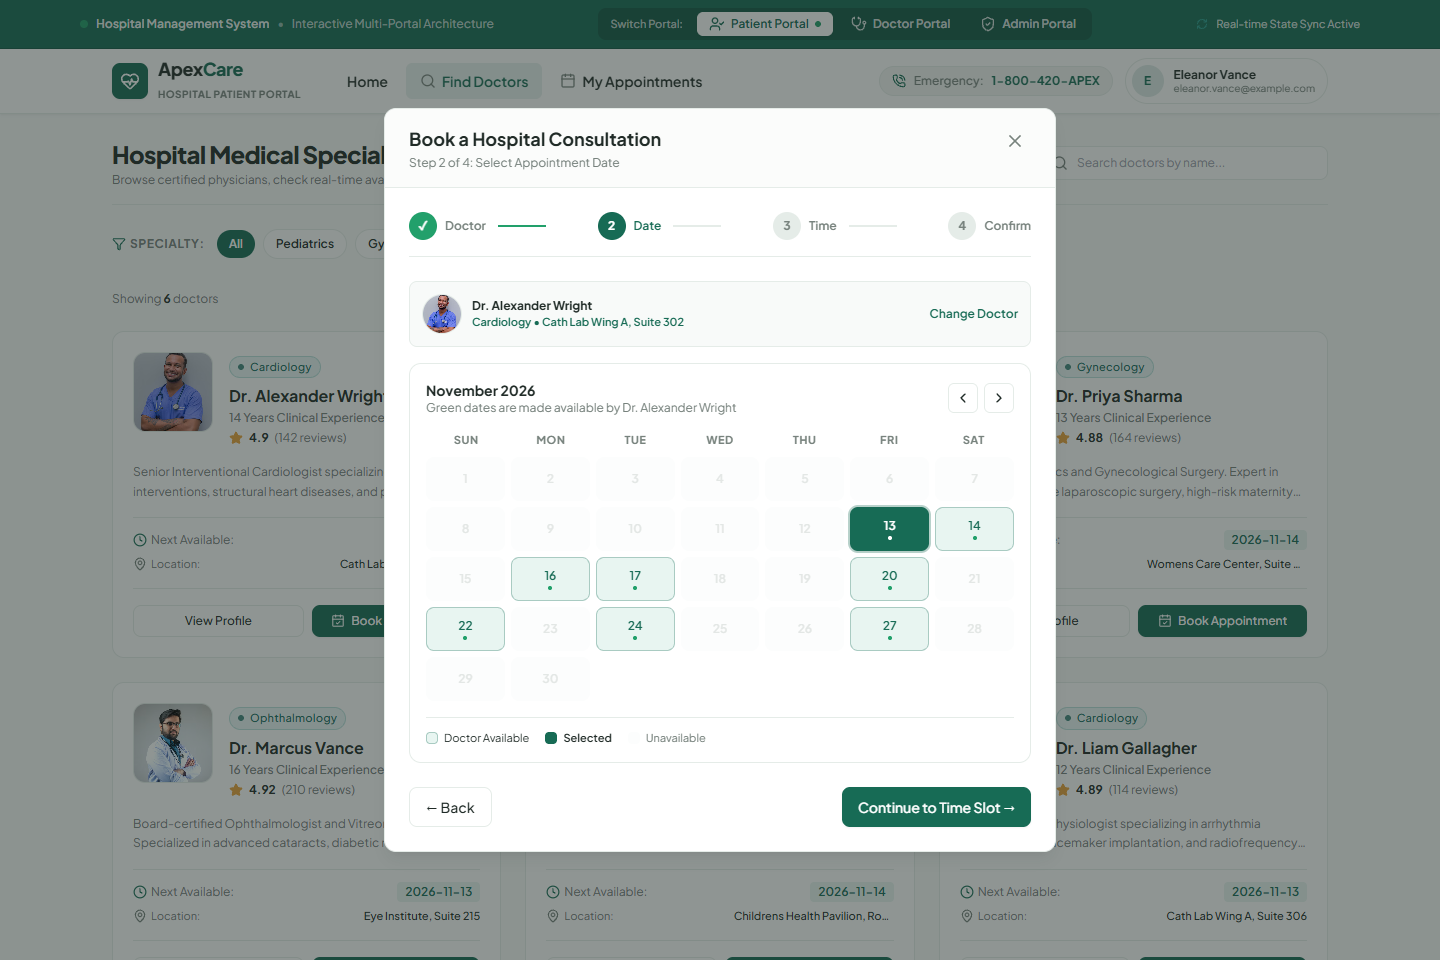 Hospital Management System • Interactive Multi-Portal Architecture
Switch Portal: Patient Portal Doctor Portal Admin Portal
Real-time State Sync Active
ApexCare
HOSPITAL PATIENT PORTAL
Home Find Doctors My Appointments
Emergency: 1-800-420-APEX
E
Eleanor Vance
eleanor.vance@example.com
Hospital Medical Special
Browse certified physicians, check real-time ava
Search doctors by name...
SPECIALTY: All Pediatrics Gy
Showing 6 doctors
Book a Hospital Consultation
Step 2 of 4: Select Appointment Date
Doctor 2 Date 3 Time 4 Confirm
Dr. Alexander Wright
Cardiology • Cath Lab Wing A, Suite 302
Change Doctor
November 2026
Green dates are made available by Dr. Alexander Wright
SUN MON TUE WED THU FRI SAT
1 2 3 4 5 6 7
8 9 10 11 12 13 14
15 16 17 18 19 20 21
22 23 24 25 26 27 28
29 30
Doctor Available Selected Unavailable
← Back
Continue to Time Slot →
Cardiology
Dr. Alexander Wright
14 Years Clinical Experience
4.9 (142 reviews)
Senior Interventional Cardiologist specializin
interventions, structural heart diseases, and p
Next Available:
Location: Cath Lab
View Profile Book
Gynecology
Dr. Priya Sharma
13 Years Clinical Experience
4.88 (164 reviews)
cs and Gynecological Surgery. Expert in
laparoscopic surgery, high-risk maternity...
2026-11-14
Womens Care Center, Suite ...
ofile Book Appointment
Ophthalmology
Dr. Marcus Vance
16 Years Clinical Experience
4.92 (210 reviews)
Board-certified Ophthalmologist and Vitreor
Specialized in advanced cataracts, diabetic r
Next Available: 2026-11-13
Location: Eye Institute, Suite 215
Next Available: 2026-11-14
Location: Childrens Health Pavilion, Ro...
Cardiology
Dr. Liam Gallagher
12 Years Clinical Experience
4.89 (114 reviews)
hysiologist specializing in arrhythmia
cemaker implantation, and radiofrequency...
Next Available: 2026-11-13
Location: Cath Lab Wing A, Suite 306